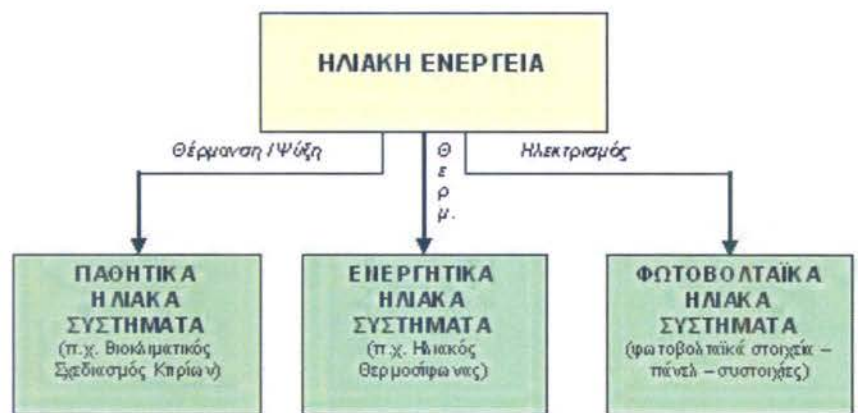 ΗΛΙΑΚΗ ΕΝΕΡΓΕΙΑ
Θέρμανση /Ψύξη
Θ
ε
ρ
μ.
Ηλεκτρισμός
ΠΑΘΗΤΙΚΑ
ΗΛΙΑΚΑ
ΣΥΣΤΗΜΑΤΑ
(π.χ. Βιοκλιματικός
Σχεδιασμός Κτιρίων)
ΕΝΕΡΓΗΤΙΚΑ
ΗΛΙΑΚΑ
ΣΥΣΤΗΜΑΤΑ
(π.χ. Ηλιακός
Θερμοσίφωνας)
ΦΩΤΟΒΟΛΤΑΪΚΑ
ΗΛΙΑΚΑ
ΣΥΣΤΗΜΑΤΑ
(φωτοβολταϊκά στοιχεία –
πάνελ – συστοιχίες)